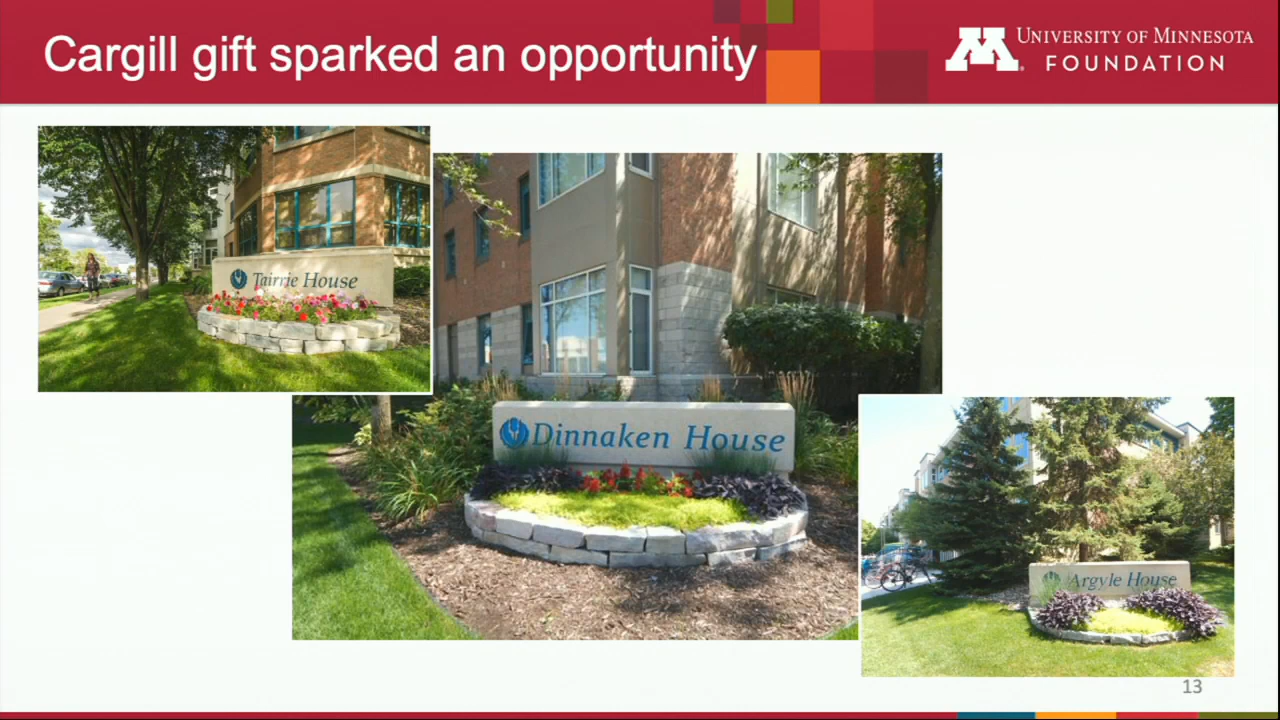 Cargill gift sparked an opportunity
M
UNIVERSITY OF MINNESOTA
FOUNDATION
Tairrie House
Dinnaken House
Argyle House
13